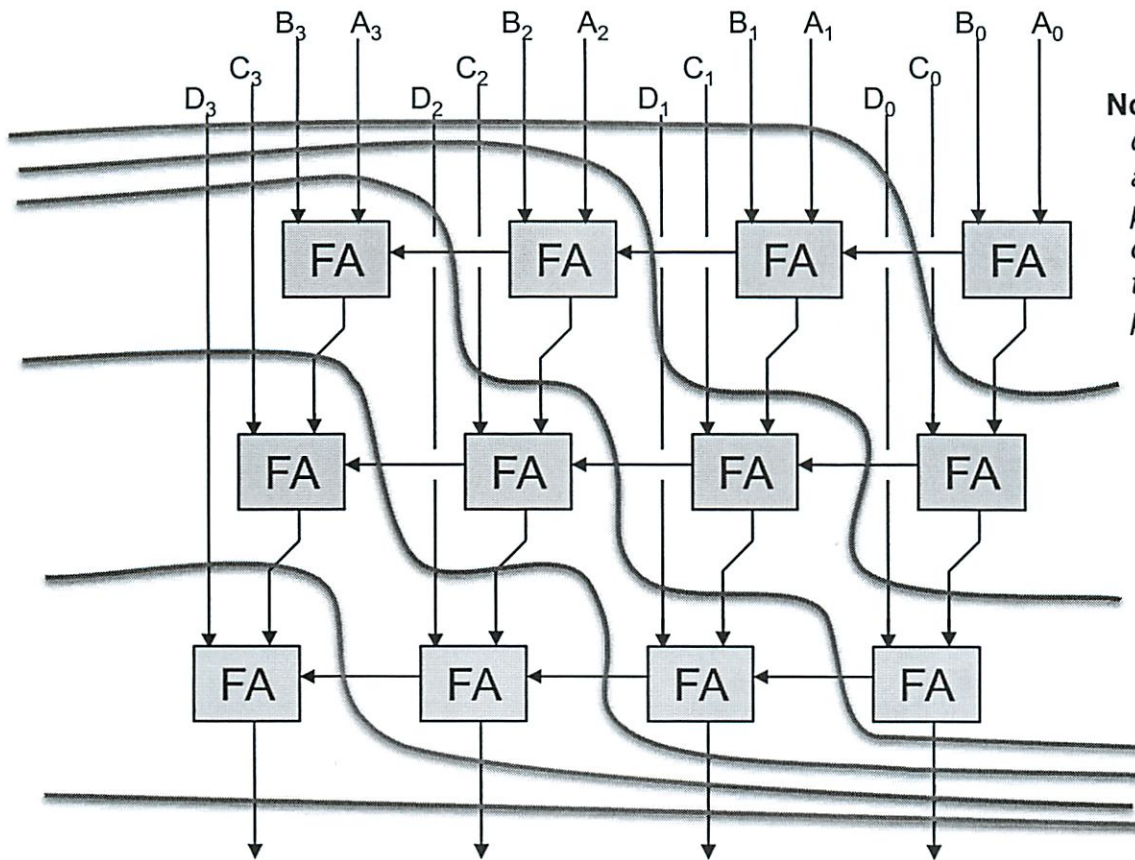 B₃ A₃ B₂ A₂ B₁ A₁ B₀ A₀
C₃ C₂ C₁ C₀
D₃ D₂ D₁ D₀
FA FA FA FA
FA FA FA FA
FA FA FA FA